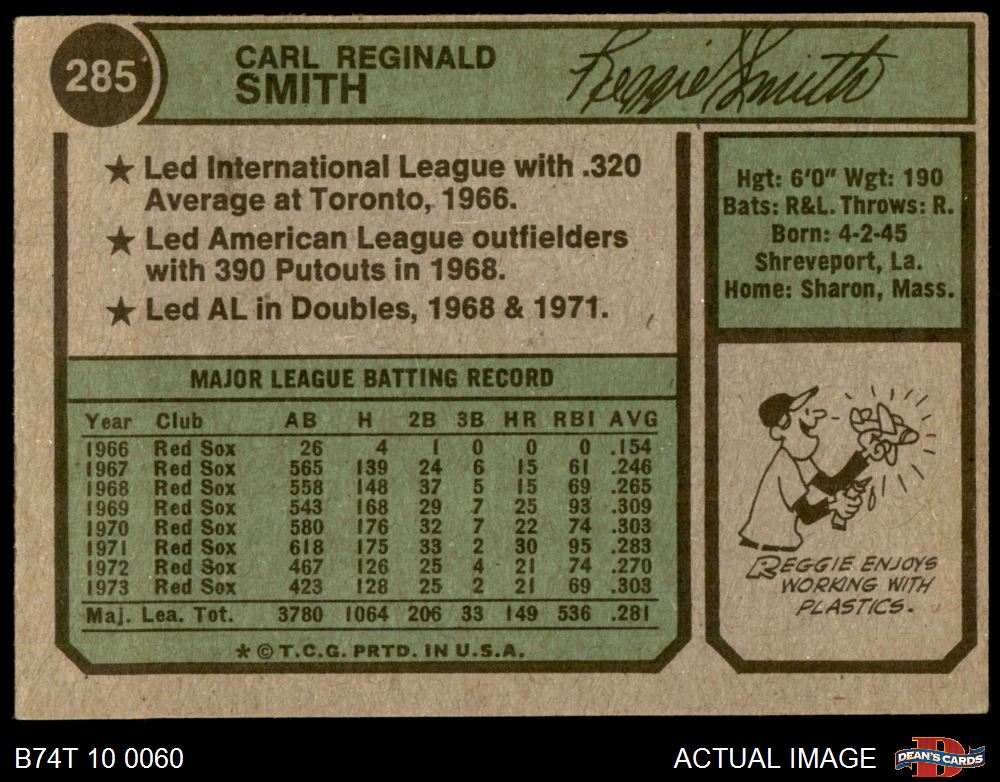 285
CARL REGINALD
SMITH
Reggie Smith
★ Led International League with .320
Average at Toronto, 1966.
★ Led American League outfielders
with 390 Putouts in 1968.
★ Led AL in Doubles, 1968 & 1971.
Hgt: 6'0" Wgt: 190
Bats: R&L. Throws: R.
Born: 4-2-45
Shreveport, La.
Home: Sharon, Mass.
MAJOR LEAGUE BATTING RECORD
Year Club AB H 2B 3B HR RBI AVG
1966 Red Sox 26 4 1 0 0 0 .154
1967 Red Sox 565 139 24 6 15 61 .246
1968 Red Sox 558 148 37 5 15 69 .265
1969 Red Sox 543 168 29 7 25 93 .309
1970 Red Sox 580 176 32 7 22 74 .303
1971 Red Sox 618 175 33 2 30 95 .283
1972 Red Sox 467 126 25 4 21 74 .270
1973 Red Sox 423 128 25 2 21 69 .303
Maj. Lea. Tot. 3780 1064 206 33 149 536 .281
* © T.C.G. PRTD. IN U.S.A.
REGGIE ENJOYS
WORKING WITH
PLASTICS.
B74T 10 0060
ACTUAL IMAGE
D
DEAN'S CARDS